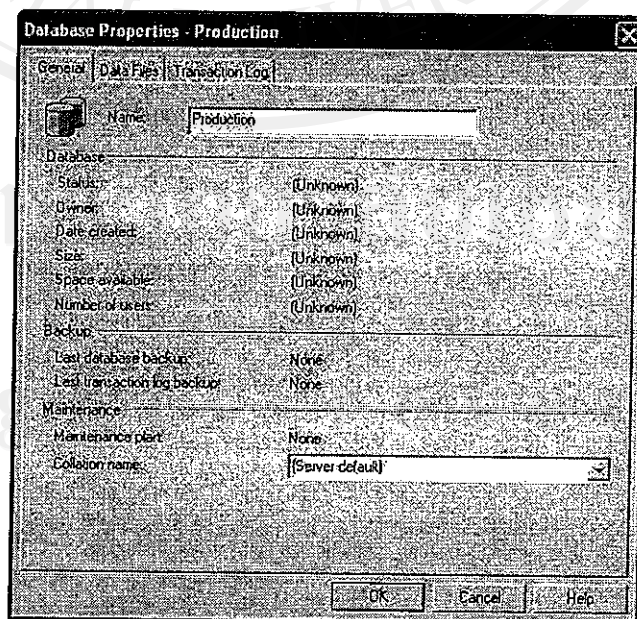 Database Properties - Production
General Data Files Transaction Log
Name: Production
Database
Status: (Unknown)
Owner: (Unknown)
Date created: (Unknown)
Size: (Unknown)
Space available: (Unknown)
Number of users: (Unknown)
Backup
Last database backup: None
Last transaction log backup: None
Maintenance
Maintenance plan: None
Collation name: (Server default)
OK Cancel Help